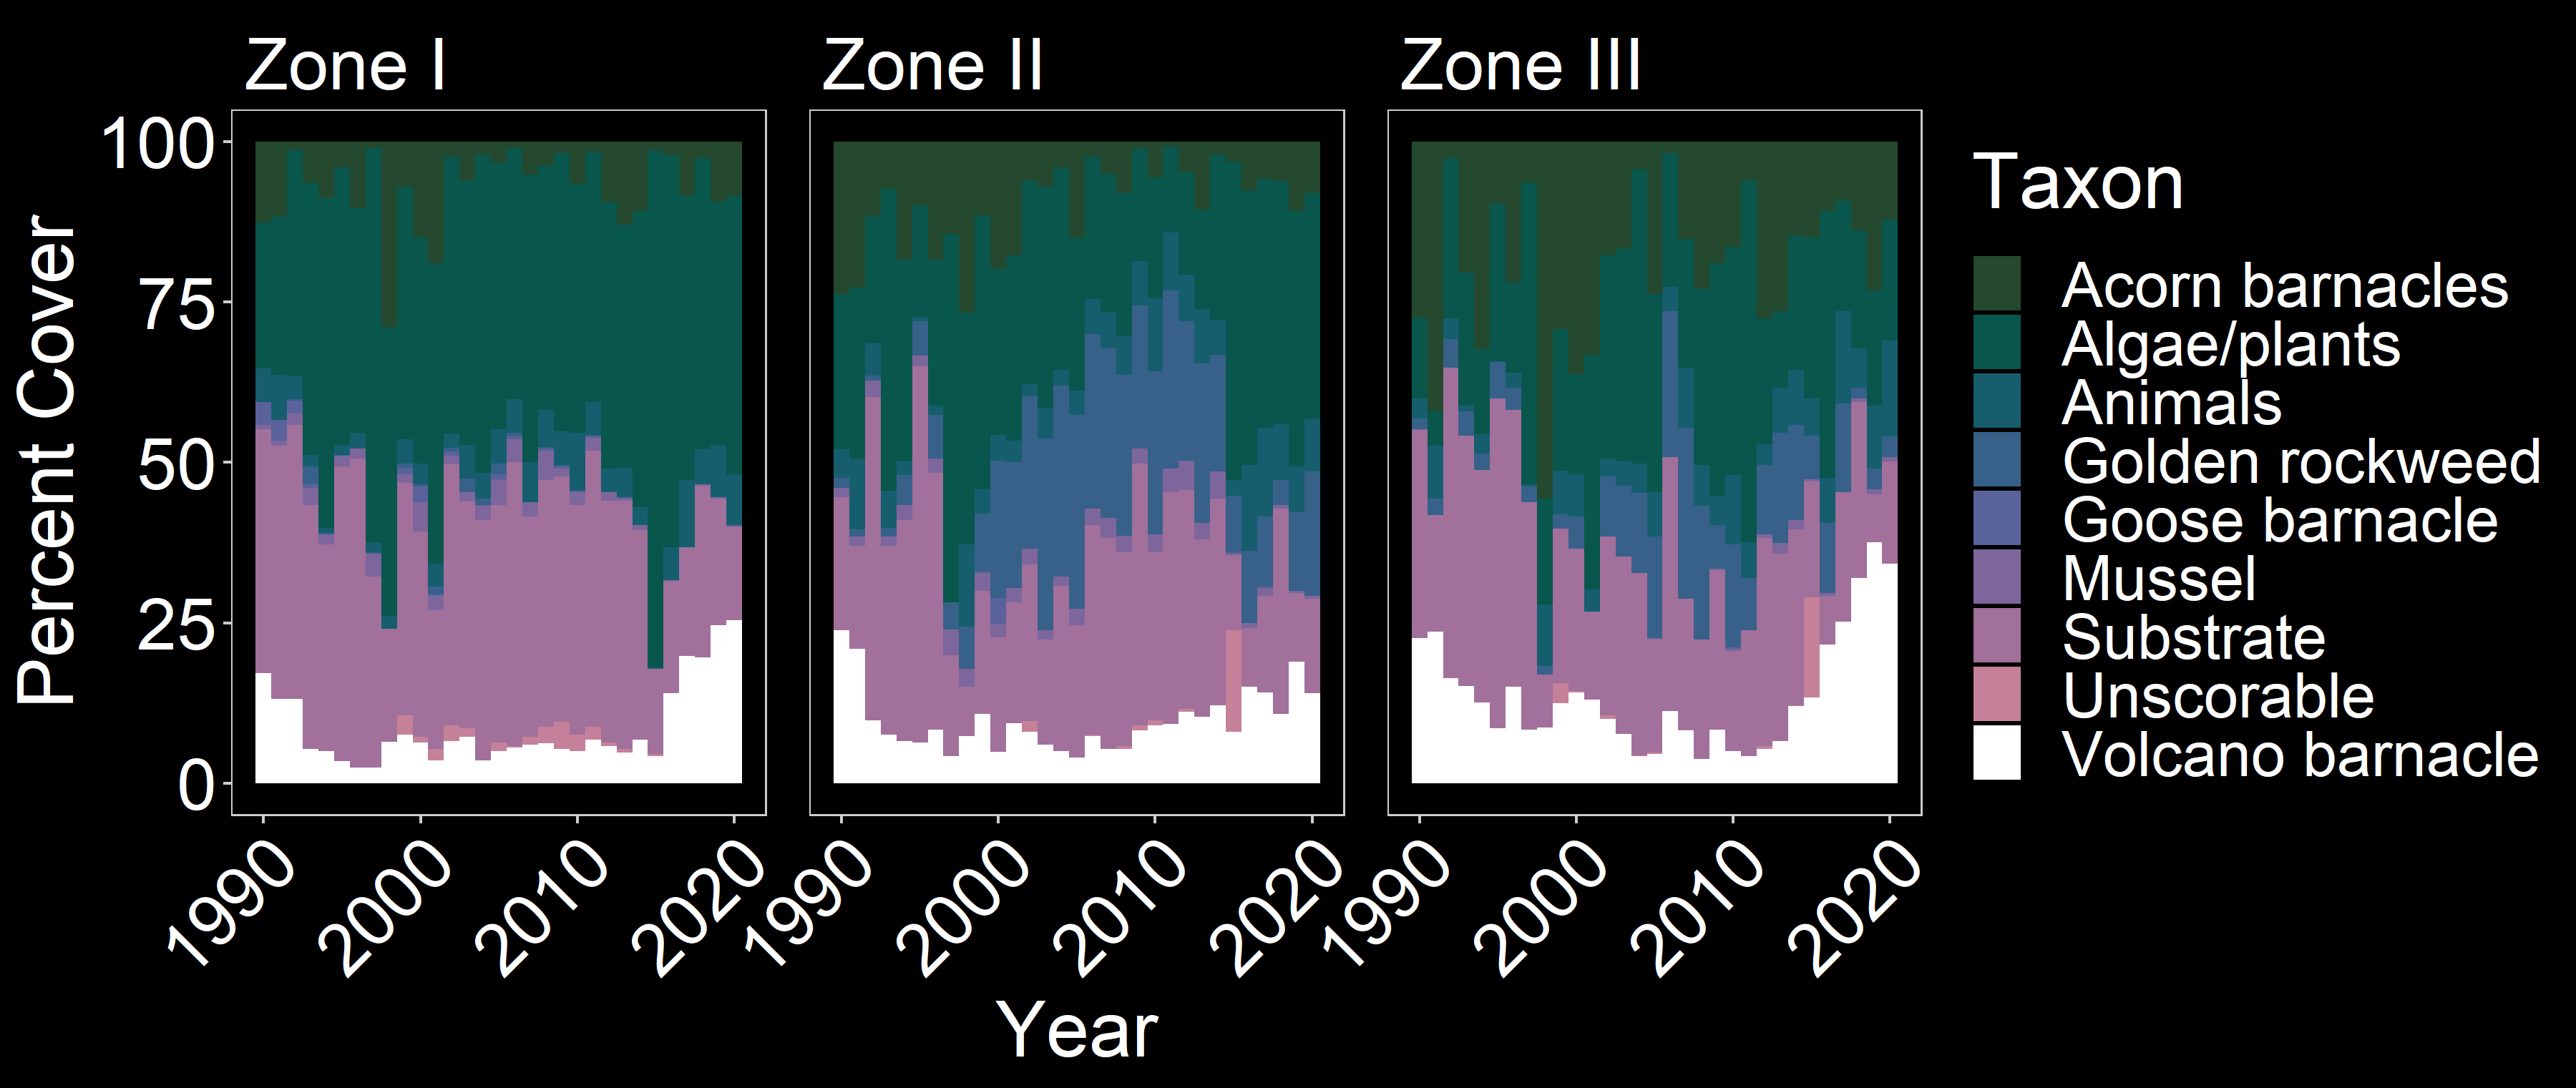 Zone I
Zone II
Zone III
Percent Cover
100
75
50
25
0
1990
2000
2010
2020
1990
2000
2010
2020
1990
2000
2010
2020
Year
Taxon
Acorn barnacles
Algae/plants
Animals
Golden rockweed
Goose barnacle
Mussel
Substrate
Unscorable
Volcano barnacle